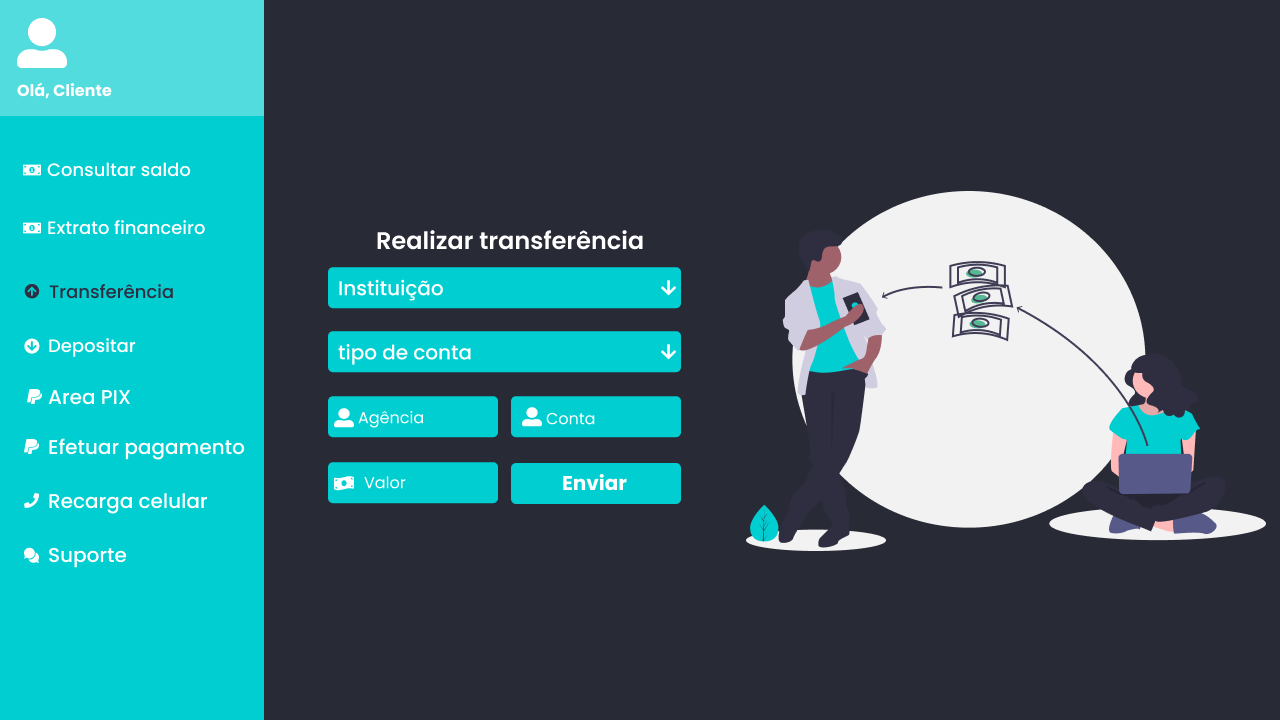 Olá, Cliente
Consultar saldo
Extrato financeiro
Transferência
Depositar
Area PIX
Efetuar pagamento
Recarga celular
Suporte
Realizar transferência
Instituição
tipo de conta
Agência
Conta
Valor
Enviar